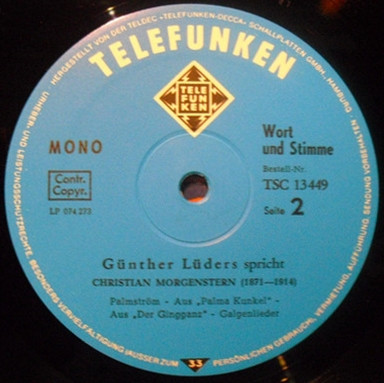 HERGESTELLT VON DER TELDEC »TELEFUNKEN-DECCA« SCHALLPLATTEN GMBH, HAMBURG
TELEFUNKEN
TELE
FUN
KEN
MONO
Wort
und Stimme
Bestell-Nr.
TSC 13449
Seite 2
Contr.
Copyr.
LP 074 273
Günther Lüders spricht
CHRISTIAN MORGENSTERN (1871—1914)
Palmström - Aus „Palma Kunkel" -
Aus „Der Gingganz" - Galgenlieder
URHEBER- UND LEISTUNGSSCHUTZRECHTE, BESONDERS VERVIELFÄLTIGUNG (AUSSER ZUM
33
PERSÖNLICHEN GEBRAUCH), VERMIETUNG, AUFFÜHRUNG, SENDUNG VORBEHALTEN